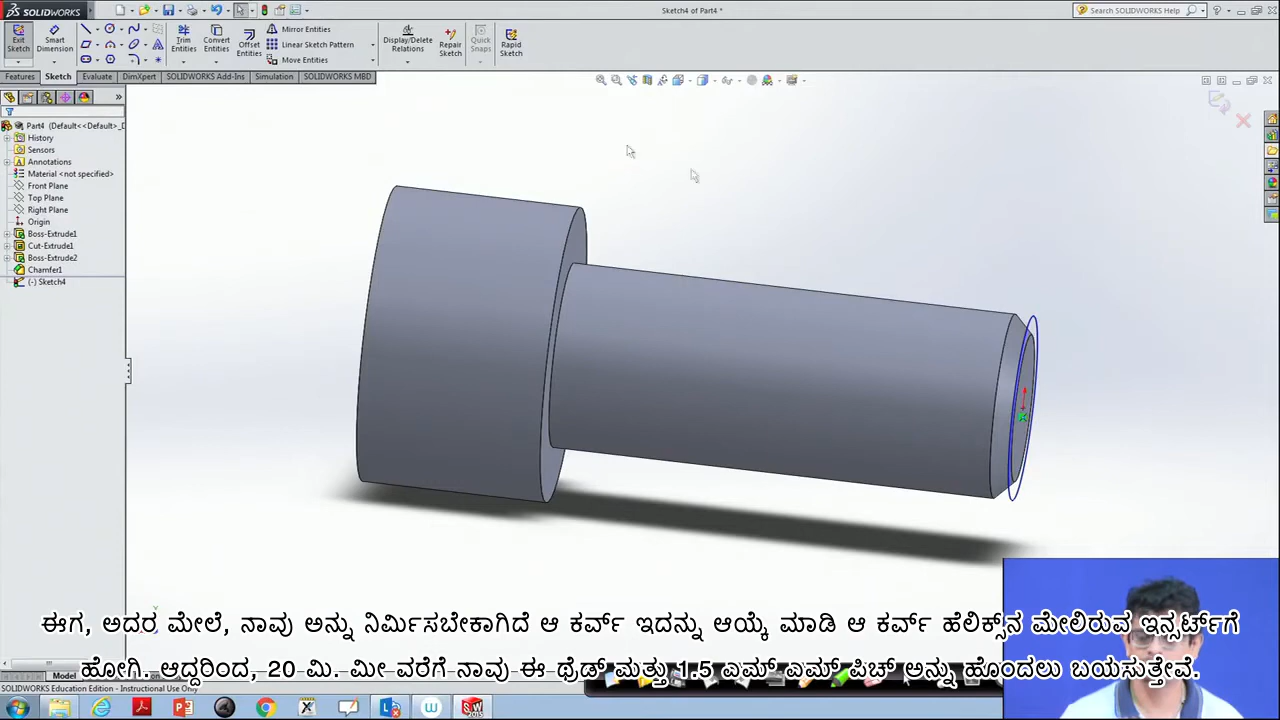 SOLIDWORKS
Sketch4 of Part4 *
Search SOLIDWORKS Help
Exit Sketch
Smart Dimension
Trim Entities
Convert Entities
Offset Entities
Mirror Entities
Linear Sketch Pattern
Move Entities
Display/Delete Relations
Repair Sketch
Quick Snaps
Rapid Sketch
Features Sketch Evaluate DimXpert SOLIDWORKS Add-Ins Simulation SOLIDWORKS MBD
Part4 (Default<<Default>_D
History
Sensors
Annotations
Material <not specified>
Front Plane
Top Plane
Right Plane
Origin
Boss-Extrude1
Cut-Extrude1
Boss-Extrude2
Chamfer1
(-) Sketch4
ಈಗ, ಅದರ ಮೇಲೆ, ನಾವು ಅನ್ನು ನಿರ್ಮಿಸಬೇಕಾಗಿದೆ ಆ ಕರ್ವ್ ಇದನ್ನು ಆಯ್ಕೆ ಮಾಡಿ ಆ ಕರ್ವ್ ಹೆಲಿಕ್ಸ್‌ನ ಮೇಲಿರುವ ಇನ್ಸರ್ಟ್‌ಗೆ
ಹೋಗಿ. ಆದ್ದರಿಂದ, 20 ಮಿ. ಮೀ ವರೆಗೆ ನಾವು ಈ ಥ್ರೆಡ್ ಮತ್ತು 1.5 ಎಮ್ ಎಮ್ ಪಿಚ್ ಅನ್ನು ಹೊಂದಲು ಬಯಸುತ್ತೇವೆ.
Model
SOLIDWORKS Education Edition - Instructional Use Only